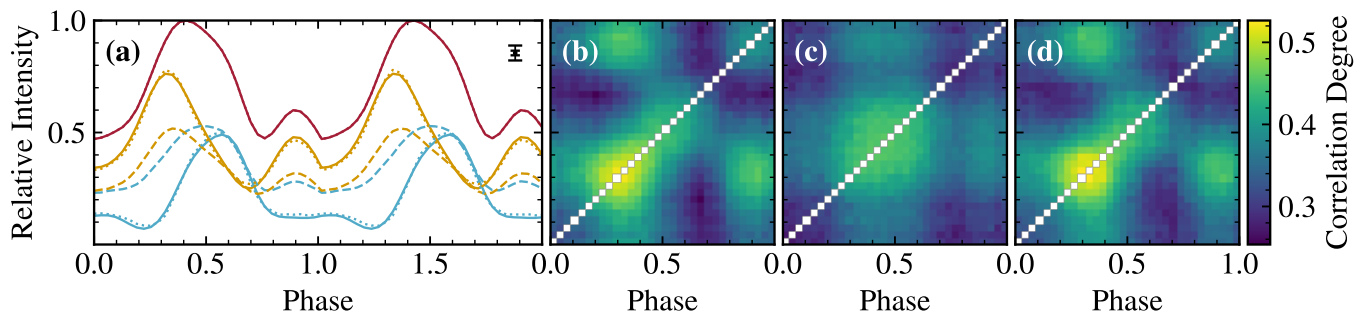 1.0
0.5
Relative Intensity
(a)
0.0 0.5 1.0 1.5 0.0
Phase
(b)
0.5 0.0
Phase
(c)
0.5 0.0
Phase
(d)
0.5 1.0
Phase
0.5
0.4
0.3
Correlation Degree